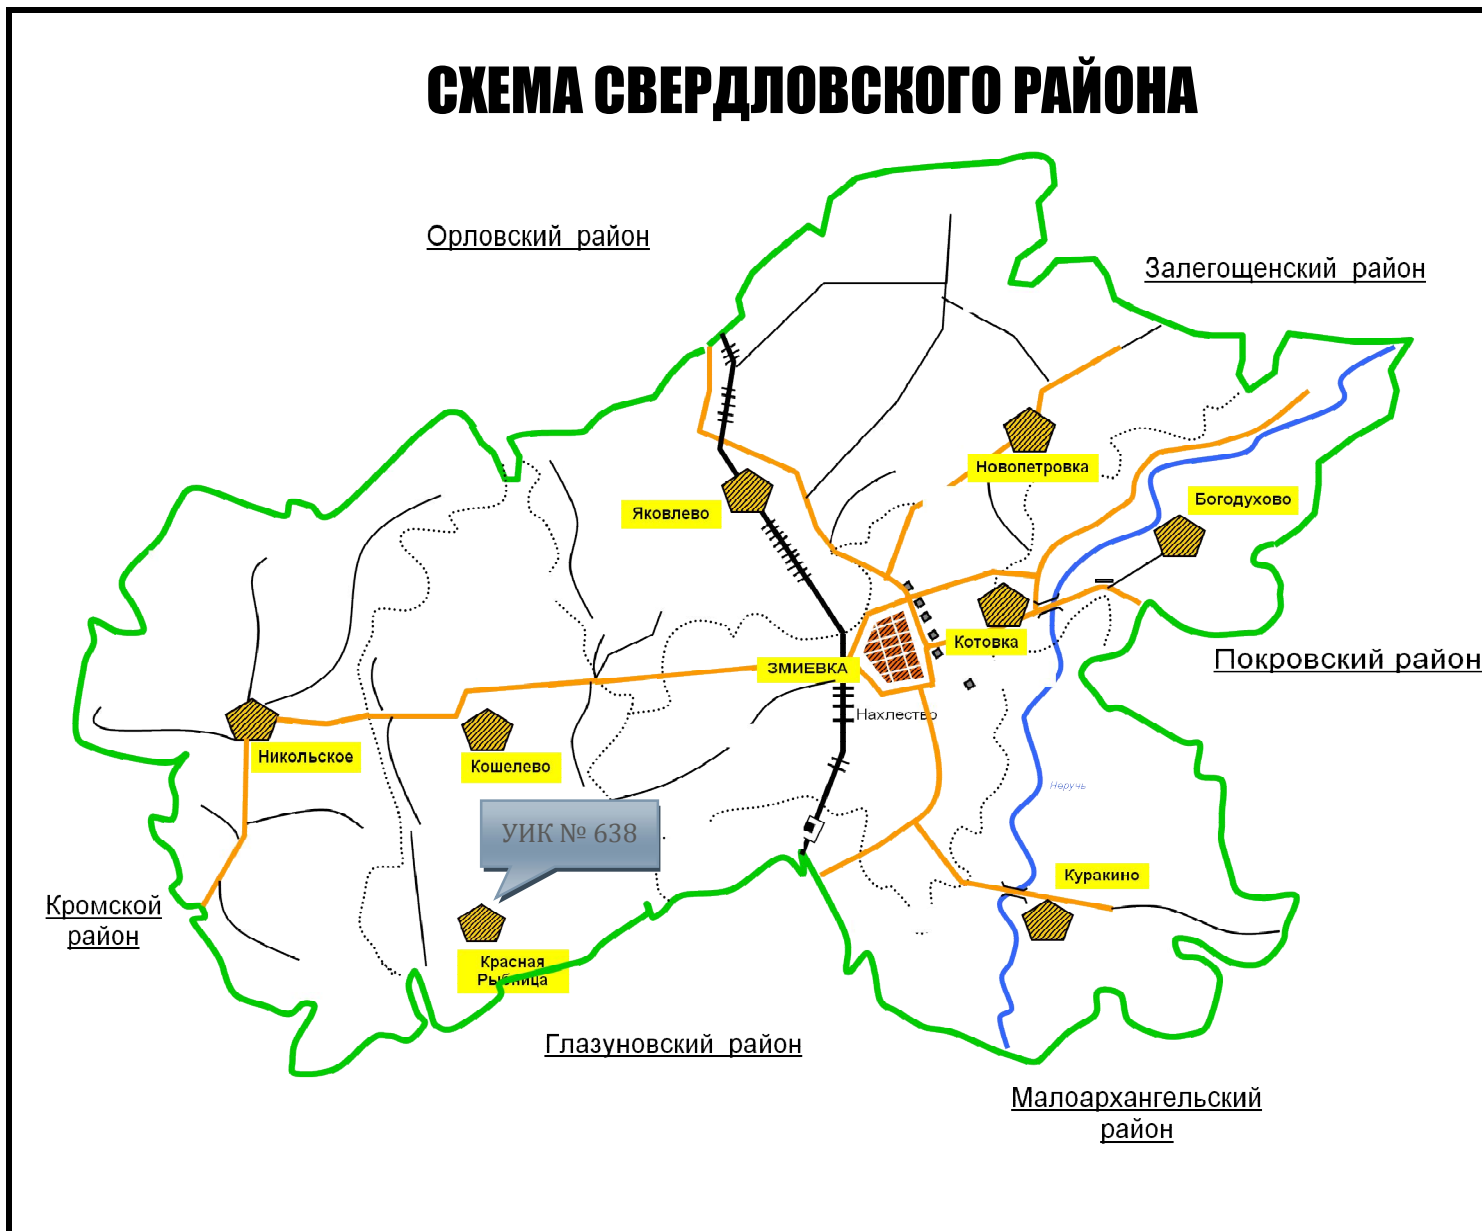 СХЕМА СВЕРДЛОВСКОГО РАЙОНА
Орловский район
Залегощенский район
Новопетровка
Богодухово
Яковлево
Котовка
ЗМИЕВКА
Покровский район
Нахлество
Никольское
Кошелево
Неручь
УИК № 638
Куракино
Кромской
район
Красная
Рыбница
Глазуновский район
Малоархангельский
район